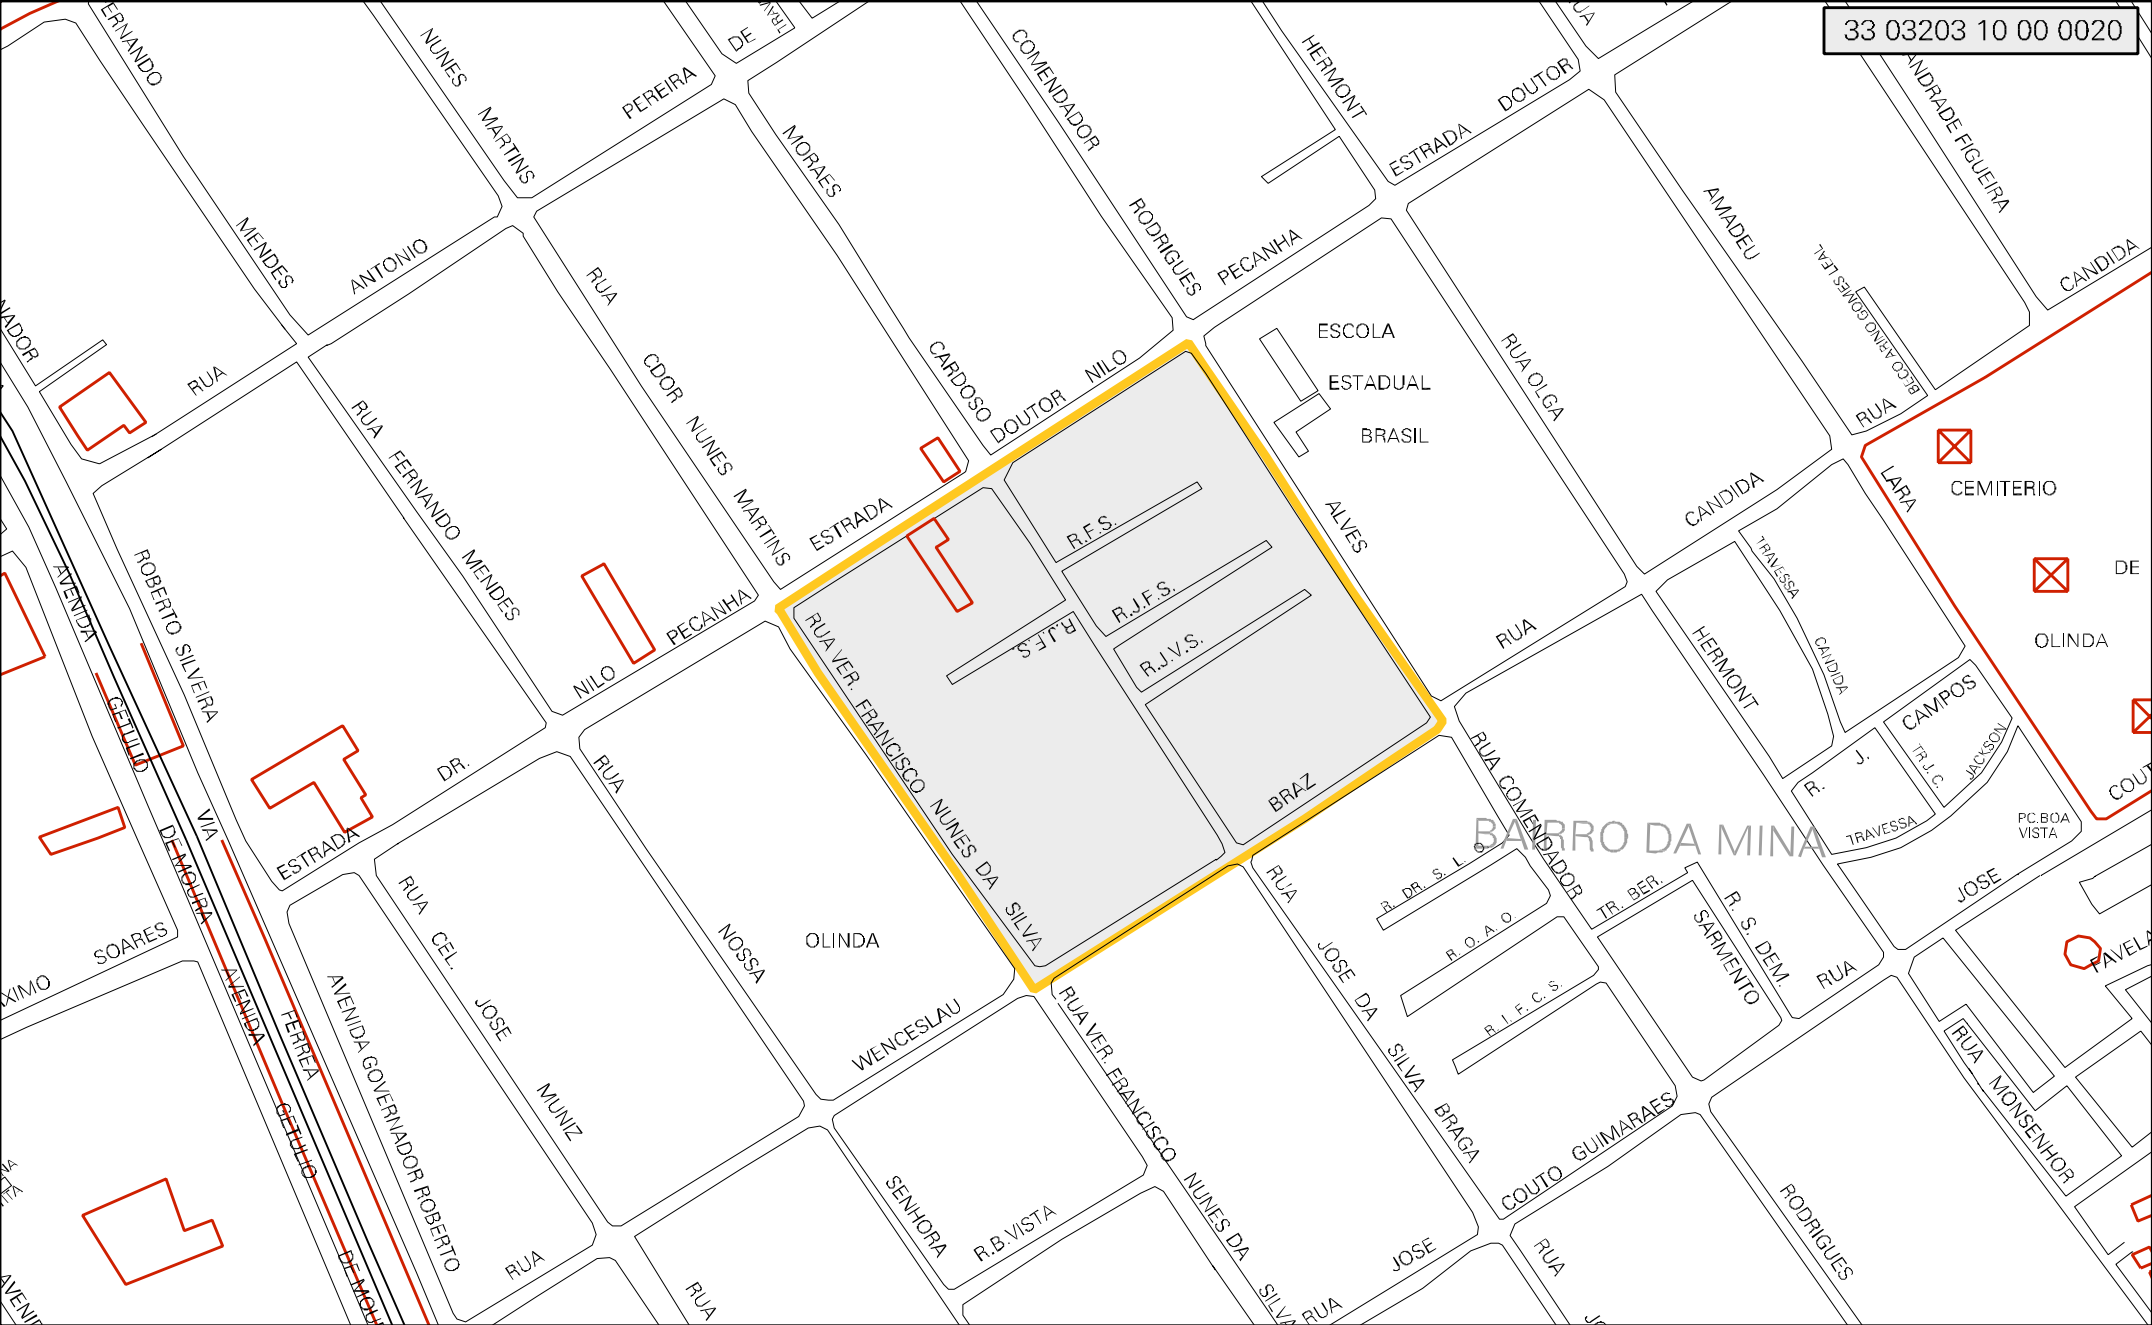 33 03203 10 00 0020
ERNANDO
MENDES
NUNES
MARTINS
PEREIRA
DE
MORAES
CARDOSO
COMENDADOR
RODRIGUES
HERMONT
ESTRADA
DOUTOR
PECANHA
AMADEU
ANDRADE FIGUEIRA
CANDIDA
RUA
ANTONIO
RUA
CDOR
NUNES
MARTINS
RUA
FERNANDO
MENDES
DOUTOR
NILO
ESCOLA
ESTADUAL
BRASIL
RUA OLGA
BECO ARINO GOMES LEAL
RUA
CANDIDA
LARA
CEMITERIO
DE
OLINDA
ALVES
ESTRADA
NILO
PECANHA
R.F.S.
R.J.F.S.
R.J.F.S.
R.J.V.S.
BRAZ
RUA VER.
FRANCISCO
NUNES
DA
SILVA
ROBERTO
SILVEIRA
AVENIDA
GETULIO
DE MOURA
VIA
FERREA
ESTRADA
DR.
RUA
NOSSA
SENHORA
OLINDA
WENCESLAU
RUA
HERMONT
TRAVESSA
CANDIDA
CAMPOS
R.
J.
TR J. C.
JACKSON
TRAVESSA
PC.BOA
VISTA
JOSE
RUA
COMENDADOR
BAIRRO DA MINA
R. DR. S. L. O.
R. O. A. O.
R. I. F. C. S.
TR. BER.
SARMENTO
R. S. DEM.
RUA
RUA
JOSE
DA
SILVA
BRAGA
COUTO
GUIMARAES
FAVELA
RUA
MONSENHOR
RODRIGUES
RUA VER.
FRANCISCO
NUNES DA
SILVA
R.B.VISTA
RUA
CEL.
JOSE
MUNIZ
AVENIDA GOVERNADOR ROBERTO
SOARES
AVENIDA
GETULIO
RUA
RUA
RUA
JOSE
RUA